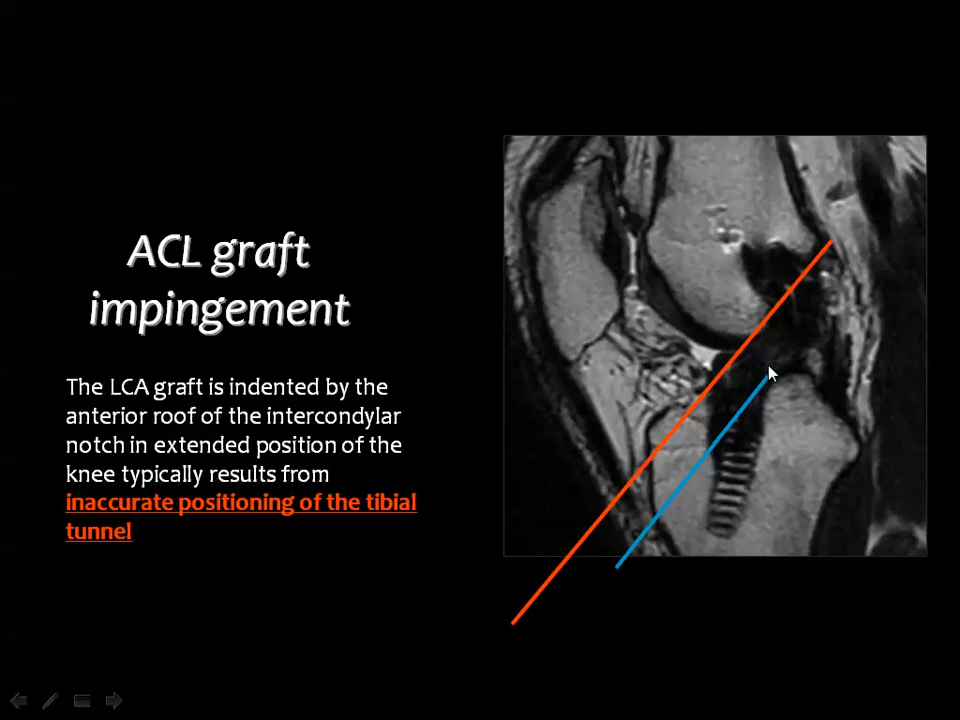 ACL graft
impingement
The LCA graft is indented by the
anterior roof of the intercondylar
notch in extended position of the
knee typically results from
inaccurate positioning of the tibial
tunnel